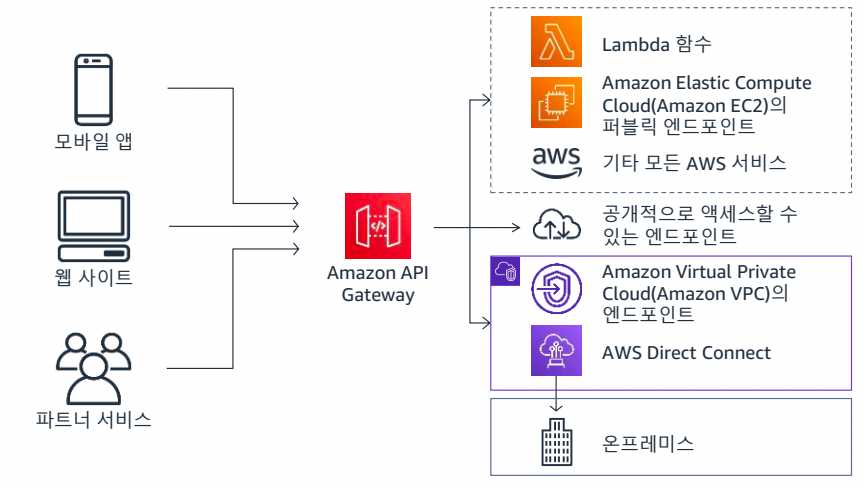 모바일 앱
웹 사이트
파트너 서비스
Amazon API
Gateway
Lambda 함수
Amazon Elastic Compute
Cloud(Amazon EC2)의
퍼블릭 엔드포인트
aws
기타 모든 AWS 서비스
공개적으로 액세스할 수
있는 엔드포인트
Amazon Virtual Private
Cloud(Amazon VPC)의
엔드포인트
AWS Direct Connect
온프레미스